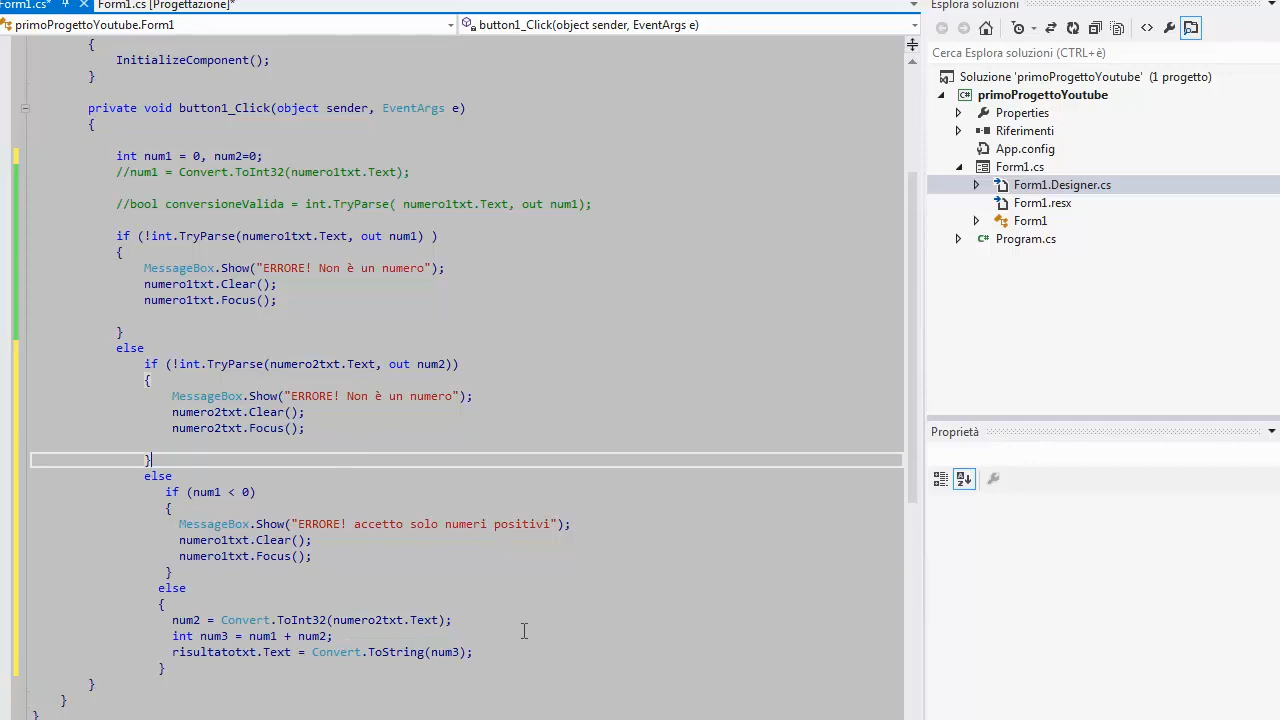 Form1.cs*
Form1.cs [Progettazione]*
primoProgettoYoutube.Form1
button1_Click(object sender, EventArgs e)
{
InitializeComponent();
}
private void button1_Click(object sender, EventArgs e)
{
int num1 = 0, num2=0;
//num1 = Convert.ToInt32(numero1txt.Text);
//bool conversioneValida = int.TryParse( numero1txt.Text, out num1);
if (!int.TryParse(numero1txt.Text, out num1) )
{
MessageBox.Show("ERRORE! Non è un numero");
numero1txt.Clear();
numero1txt.Focus();
}
else
if (!int.TryParse(numero2txt.Text, out num2))
{
MessageBox.Show("ERRORE! Non è un numero");
numero2txt.Clear();
numero2txt.Focus();
}
else
if (num1 < 0)
{
MessageBox.Show("ERRORE! accetto solo numeri positivi");
numero1txt.Clear();
numero1txt.Focus();
}
else
{
num2 = Convert.ToInt32(numero2txt.Text);
int num3 = num1 + num2;
risultatotxt.Text = Convert.ToString(num3);
}
}
}
}
Esplora soluzioni
Cerca Esplora soluzioni (CTRL+è)
Soluzione 'primoProgettoYoutube' (1 progetto)
primoProgettoYoutube
Properties
Riferimenti
App.config
Form1.cs
Form1.Designer.cs
Form1.resx
Form1
Program.cs
Proprietà